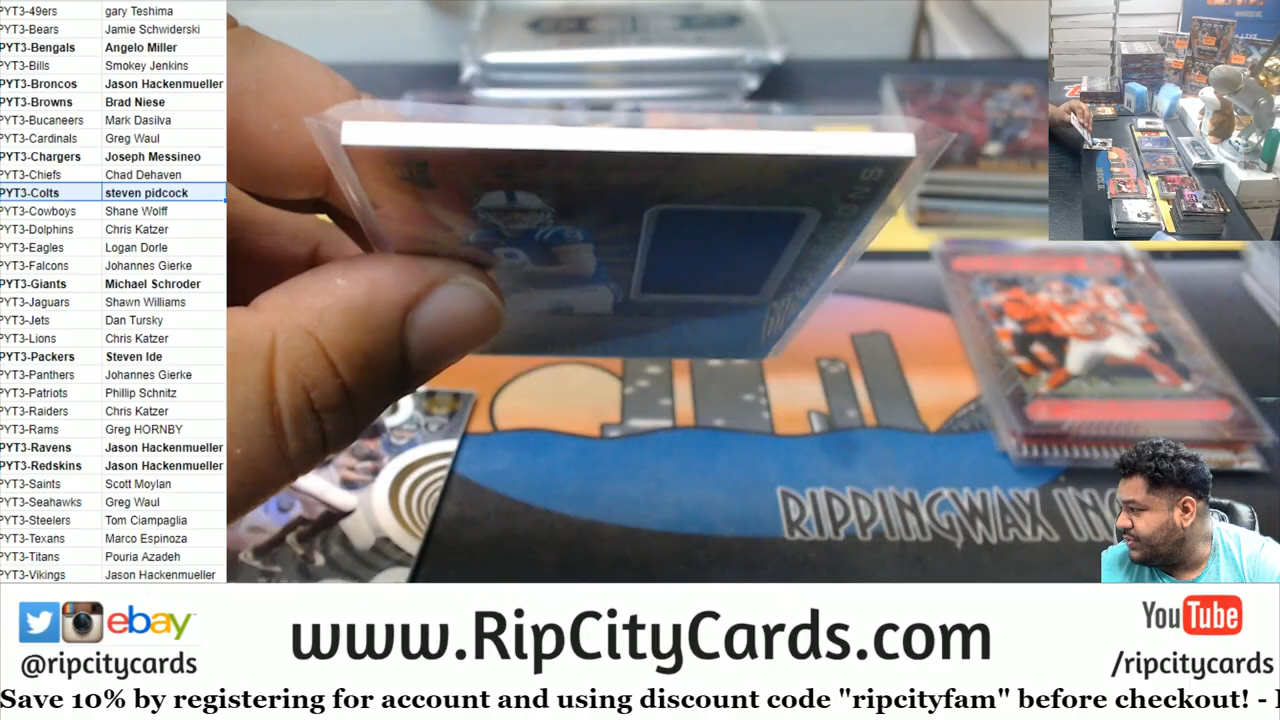 PYT3-49ers gary Teshima
PYT3-Bears Jamie Schwiderski
PYT3-Bengals Angelo Miller
PYT3-Bills Smokey Jenkins
PYT3-Broncos Jason Hackenmueller
PYT3-Browns Brad Niese
PYT3-Bucaneers Mark Dasilva
PYT3-Cardinals Greg Waul
PYT3-Chargers Joseph Messineo
PYT3-Chiefs Chad Dehaven
PYT3-Colts steven pidcock
PYT3-Cowboys Shane Wolff
PYT3-Dolphins Chris Katzer
PYT3-Eagles Logan Dorle
PYT3-Falcons Johannes Gierke
PYT3-Giants Michael Schroder
PYT3-Jaguars Shawn Williams
PYT3-Jets Dan Tursky
PYT3-Lions Chris Katzer
PYT3-Packers Steven Ide
PYT3-Panthers Johannes Gierke
PYT3-Patriots Phillip Schnitz
PYT3-Raiders Chris Katzer
PYT3-Rams Greg HORNBY
PYT3-Ravens Jason Hackenmueller
PYT3-Redskins Jason Hackenmueller
PYT3-Saints Scott Moylan
PYT3-Seahawks Greg Waul
PYT3-Steelers Tom Ciampaglia
PYT3-Texans Marco Espinoza
PYT3-Titans Pouria Azadeh
PYT3-Vikings Jason Hackenmueller
RIPPINGWAX INC
ebay
@ripcitycards
www.RipCityCards.com
YouTube
/ripcitycards
Save 10% by registering for account and using discount code "ripcityfam" before checkout! -